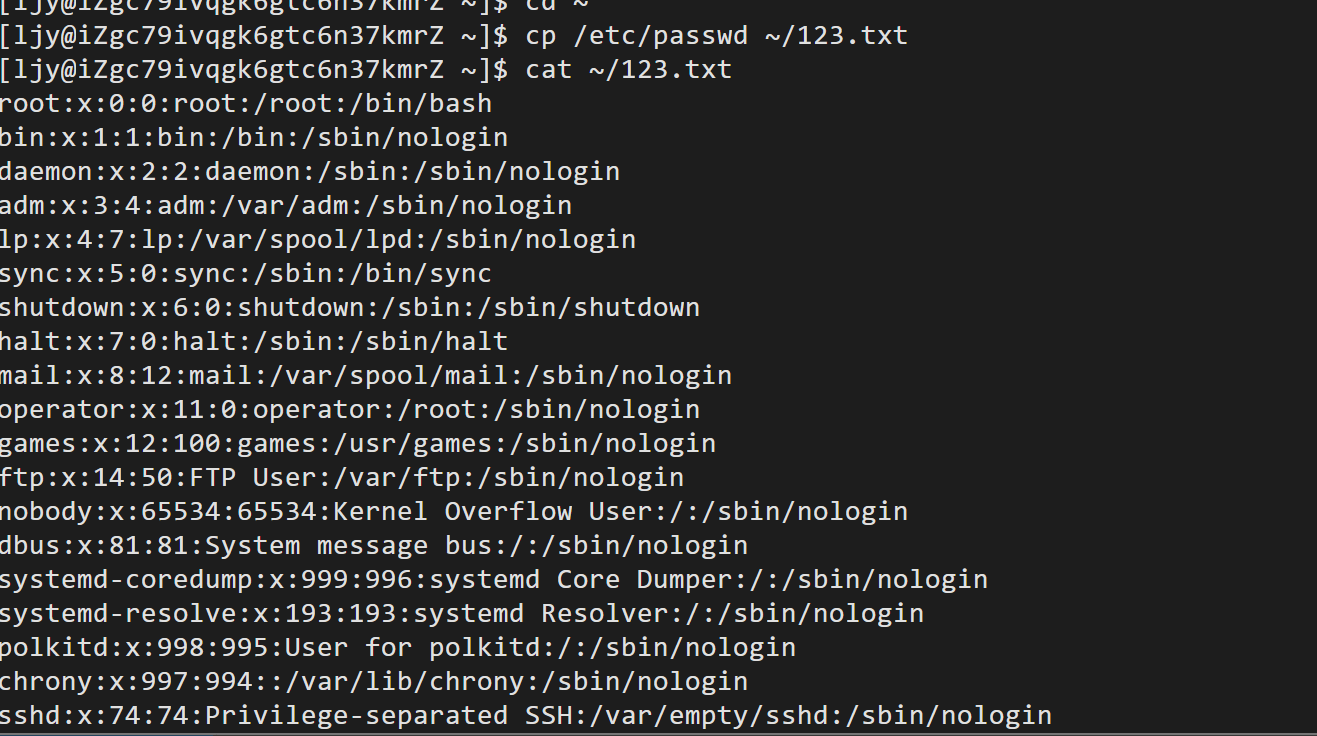 [ljy@iZgc79ivqgk6gtc6n37kmrZ ~]$ cd ~
[ljy@iZgc79ivqgk6gtc6n37kmrZ ~]$ cp /etc/passwd ~/123.txt
[ljy@iZgc79ivqgk6gtc6n37kmrZ ~]$ cat ~/123.txt
root:x:0:0:root:/root:/bin/bash
bin:x:1:1:bin:/bin:/sbin/nologin
daemon:x:2:2:daemon:/sbin:/sbin/nologin
adm:x:3:4:adm:/var/adm:/sbin/nologin
lp:x:4:7:lp:/var/spool/lpd:/sbin/nologin
sync:x:5:0:sync:/sbin:/bin/sync
shutdown:x:6:0:shutdown:/sbin:/sbin/shutdown
halt:x:7:0:halt:/sbin:/sbin/halt
mail:x:8:12:mail:/var/spool/mail:/sbin/nologin
operator:x:11:0:operator:/root:/sbin/nologin
games:x:12:100:games:/usr/games:/sbin/nologin
ftp:x:14:50:FTP User:/var/ftp:/sbin/nologin
nobody:x:65534:65534:Kernel Overflow User:/:/sbin/nologin
dbus:x:81:81:System message bus:/:/sbin/nologin
systemd-coredump:x:999:996:systemd Core Dumper:/:/sbin/nologin
systemd-resolve:x:193:193:systemd Resolver:/:/sbin/nologin
polkitd:x:998:995:User for polkitd:/:/sbin/nologin
chrony:x:997:994::/var/lib/chrony:/sbin/nologin
sshd:x:74:74:Privilege-separated SSH:/var/empty/sshd:/sbin/nologin